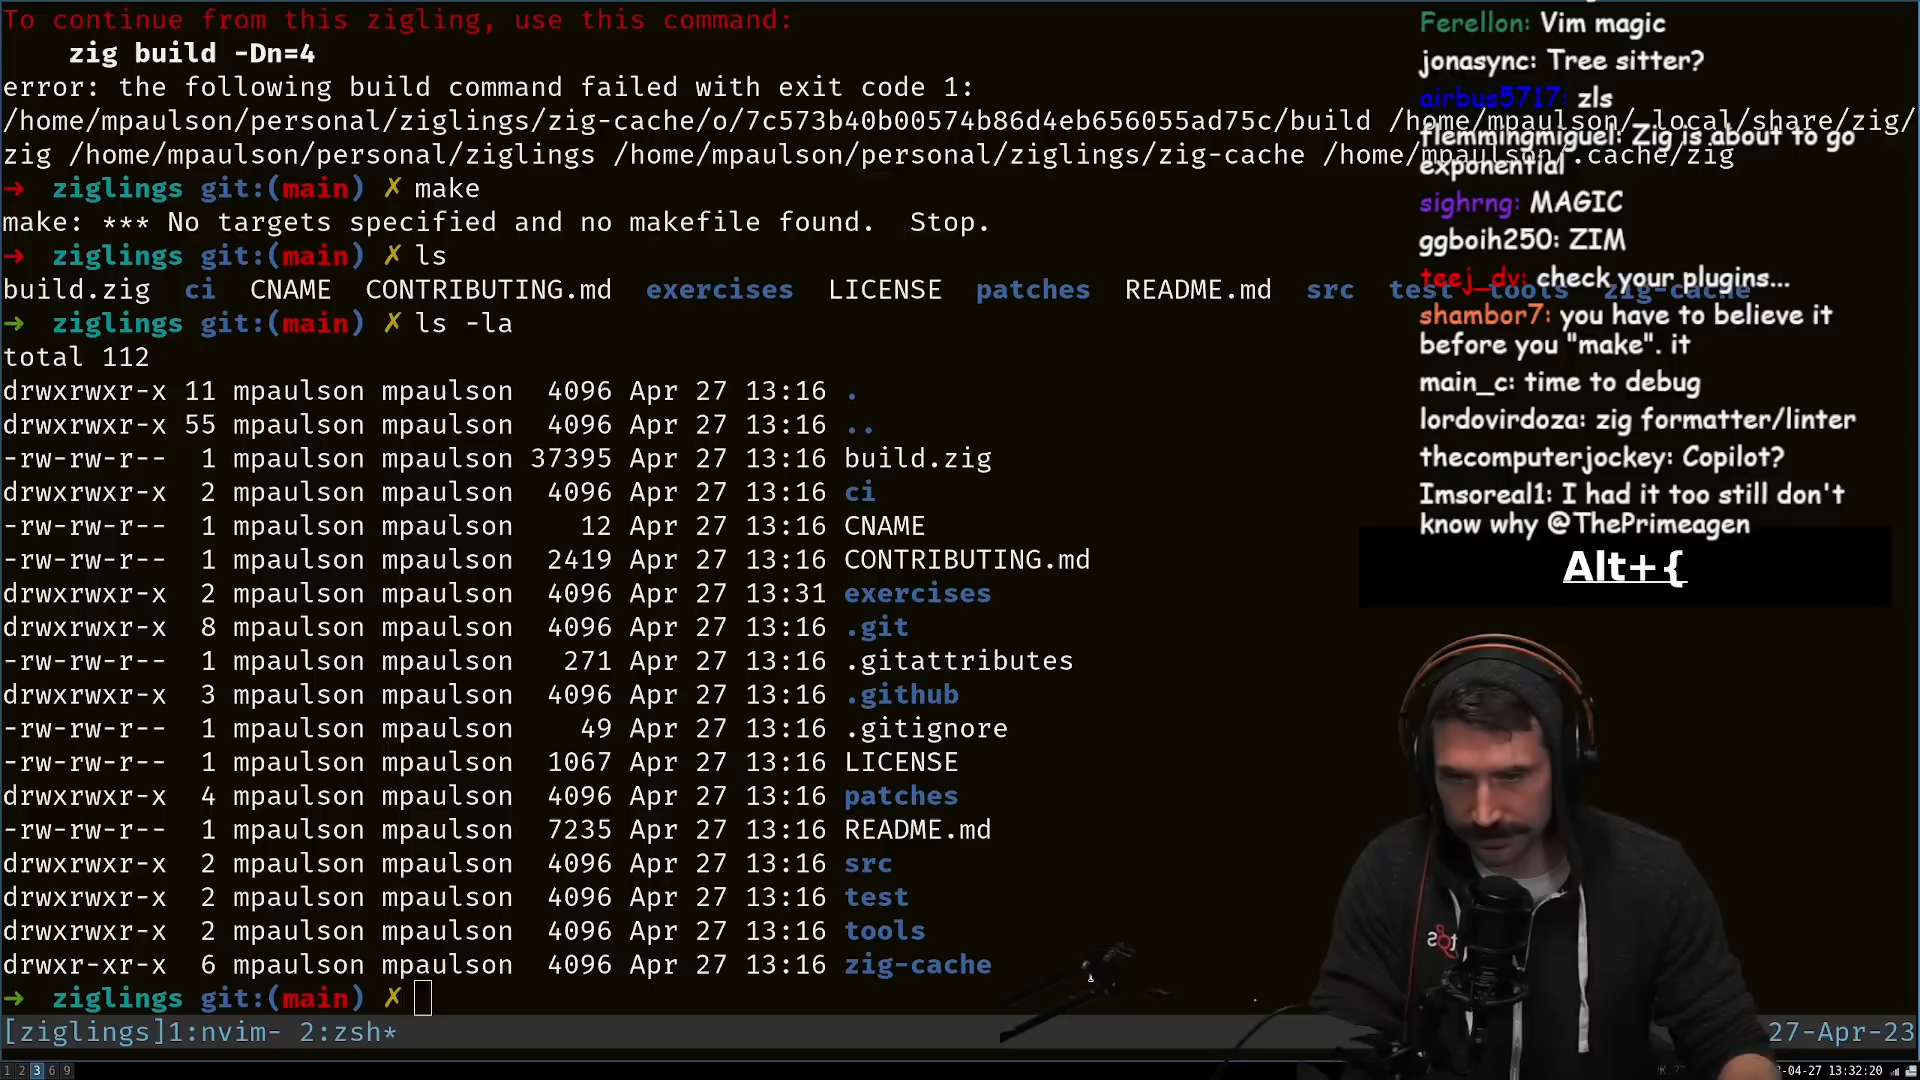 To continue from this zigling, use this command:
zig build -Dn=4
error: the following build command failed with exit code 1:
/home/mpaulson/personal/ziglings/zig-cache/o/7c573b40b00574b86d4eb656055ad75c/build /home/mpaulson/.local/share/zig/
zig /home/mpaulson/personal/ziglings /home/mpaulson/personal/ziglings/zig-cache /home/mpaulson/.cache/zig
➜ ziglings git:(main) ✗ make
make: *** No targets specified and no makefile found.  Stop.
➜ ziglings git:(main) ✗ ls
build.zig  ci  CNAME  CONTRIBUTING.md  exercises  LICENSE  patches  README.md  src  test  tools  zig-cache
➜ ziglings git:(main) ✗ ls -la
total 112
drwxrwxr-x 11 mpaulson mpaulson  4096 Apr 27 13:16 .
drwxrwxr-x 55 mpaulson mpaulson  4096 Apr 27 13:16 ..
-rw-rw-r--  1 mpaulson mpaulson 37395 Apr 27 13:16 build.zig
drwxrwxr-x  2 mpaulson mpaulson  4096 Apr 27 13:16 ci
-rw-rw-r--  1 mpaulson mpaulson    12 Apr 27 13:16 CNAME
-rw-rw-r--  1 mpaulson mpaulson  2419 Apr 27 13:16 CONTRIBUTING.md
drwxrwxr-x  2 mpaulson mpaulson  4096 Apr 27 13:31 exercises
drwxrwxr-x  8 mpaulson mpaulson  4096 Apr 27 13:16 .git
-rw-rw-r--  1 mpaulson mpaulson   271 Apr 27 13:16 .gitattributes
drwxrwxr-x  3 mpaulson mpaulson  4096 Apr 27 13:16 .github
-rw-rw-r--  1 mpaulson mpaulson    49 Apr 27 13:16 .gitignore
-rw-rw-r--  1 mpaulson mpaulson  1067 Apr 27 13:16 LICENSE
drwxrwxr-x  4 mpaulson mpaulson  4096 Apr 27 13:16 patches
-rw-rw-r--  1 mpaulson mpaulson  7235 Apr 27 13:16 README.md
drwxrwxr-x  2 mpaulson mpaulson  4096 Apr 27 13:16 src
drwxrwxr-x  2 mpaulson mpaulson  4096 Apr 27 13:16 test
drwxrwxr-x  2 mpaulson mpaulson  4096 Apr 27 13:16 tools
drwxr-xr-x  6 mpaulson mpaulson  4096 Apr 27 13:16 zig-cache
➜ ziglings git:(main) ✗
[ziglings]1:nvim- 2:zsh*
27-Apr-23
1 2 3 6 9
-04-27 13:32:20
Ferellon: Vim magic
jonasync: Tree sitter?
airbus5717: zls
flemmingmiguel: Zig is about to go
exponential
sighrng: MAGIC
ggboih250: ZIM
teej_dv: check your plugins...
shambor7: you have to believe it
before you "make". it
main_c: time to debug
lordovirdoza: zig formatter/linter
thecomputerjockey: Copilot?
Imsoreal1: I had it too still don't
know why @ThePrimeagen
Alt+{